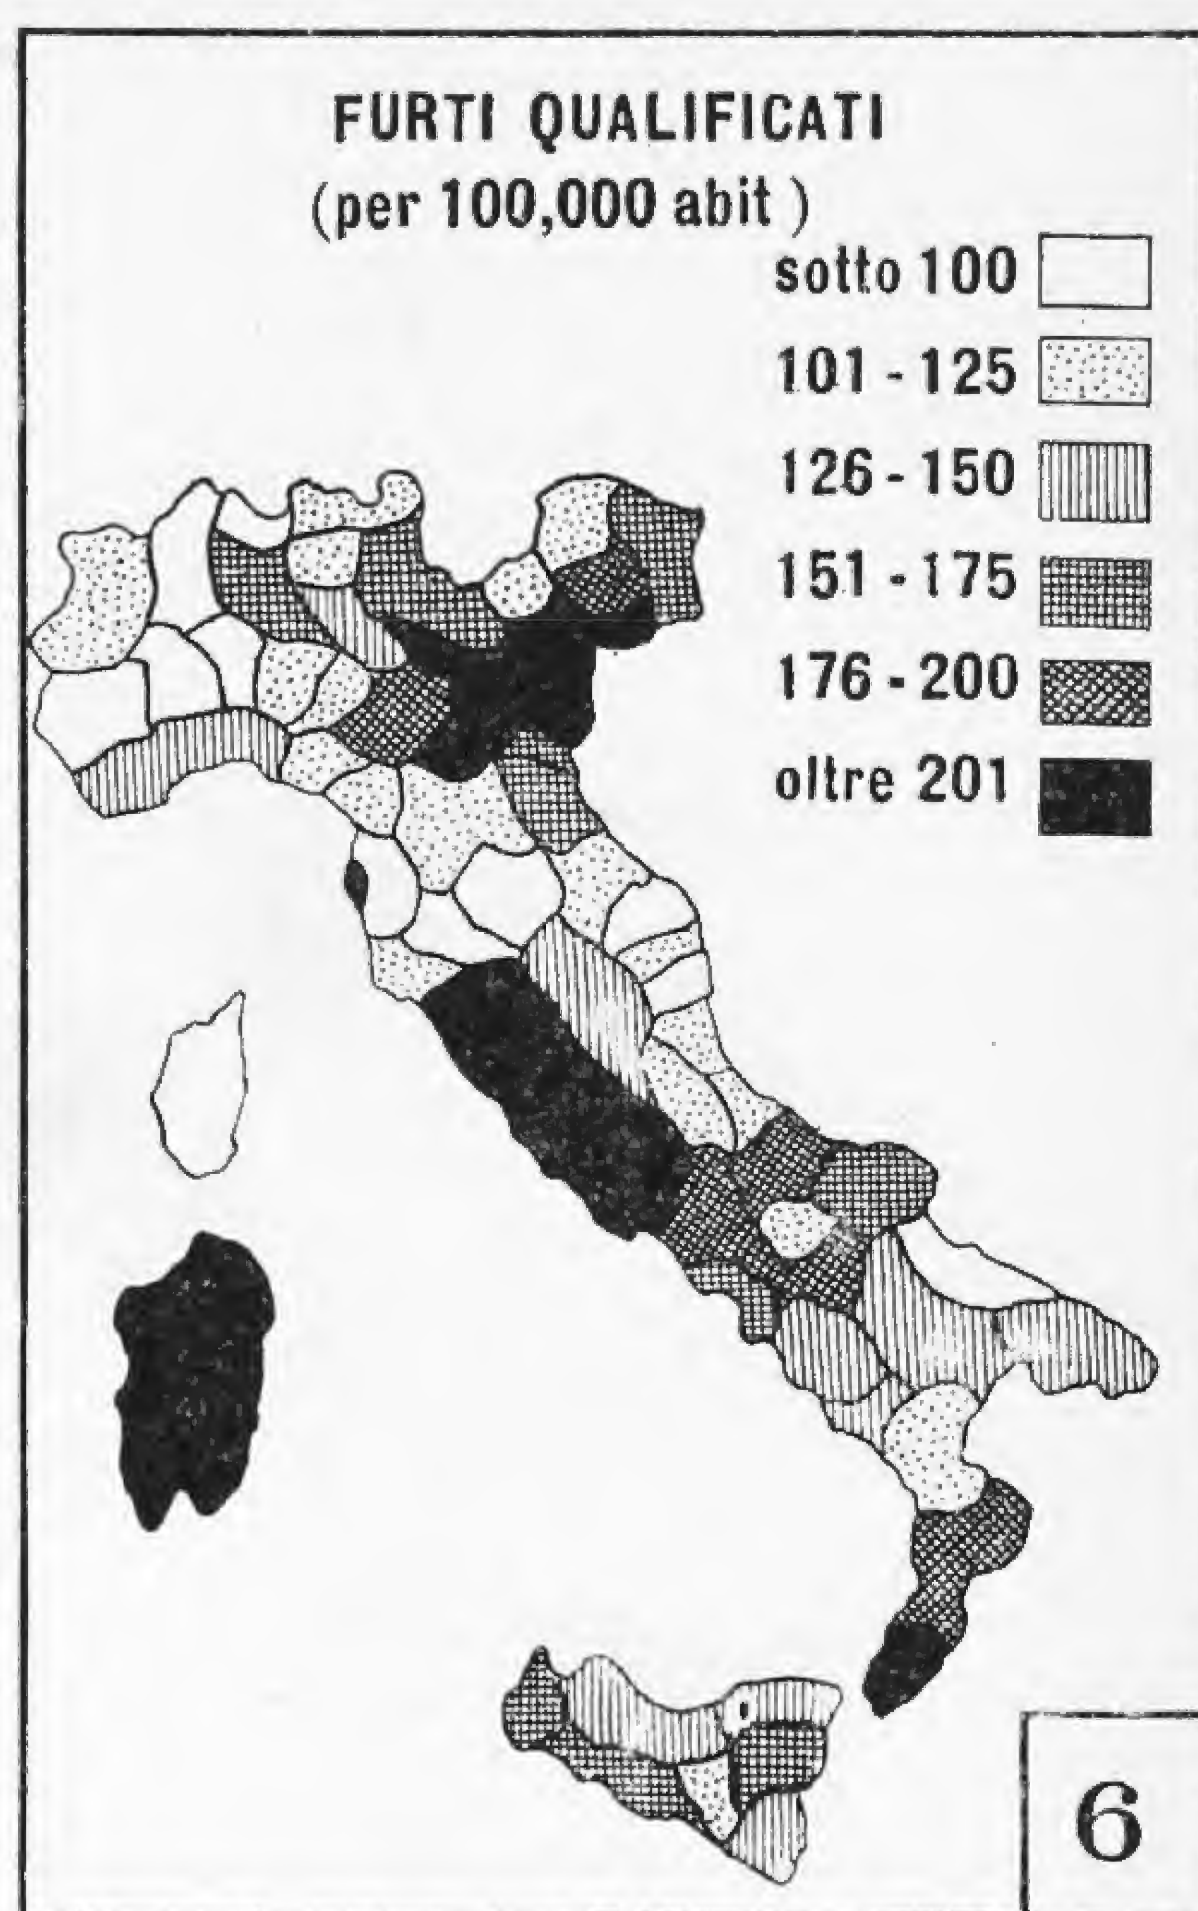 FURTI QUALIFICATI
(per 100,000 abit )
sotto 100
101 - 125
126 - 150
151 - 175
176 - 200
oltre 201
6